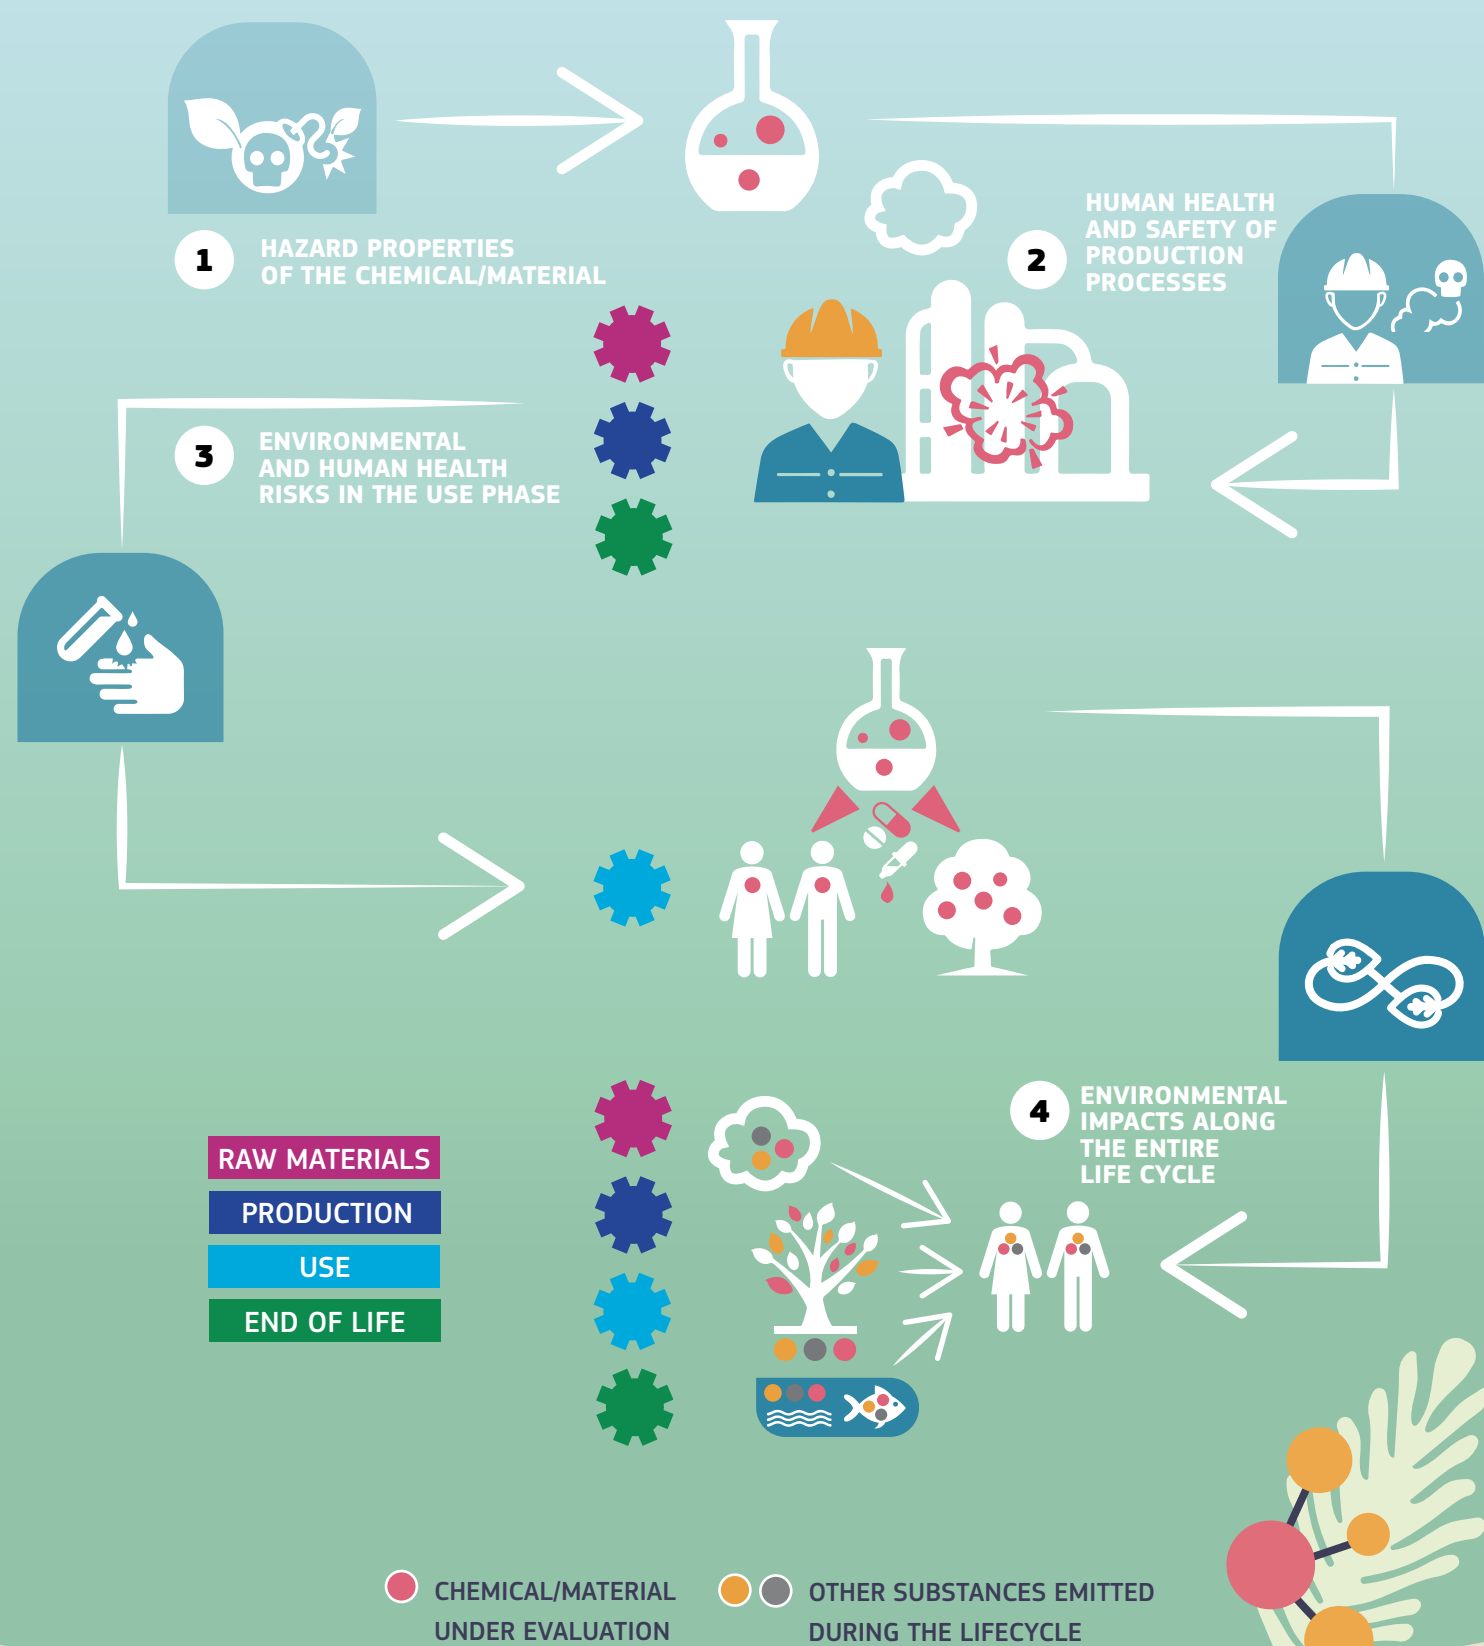 1
HAZARD PROPERTIES
OF THE CHEMICAL/MATERIAL
2
HUMAN HEALTH
AND SAFETY OF
PRODUCTION
PROCESSES
3
ENVIRONMENTAL
AND HUMAN HEALTH
RISKS IN THE USE PHASE
4
ENVIRONMENTAL
IMPACTS ALONG
THE ENTIRE
LIFE CYCLE
RAW MATERIALS
PRODUCTION
USE
END OF LIFE
CHEMICAL/MATERIAL
UNDER EVALUATION
OTHER SUBSTANCES EMITTED
DURING THE LIFECYCLE